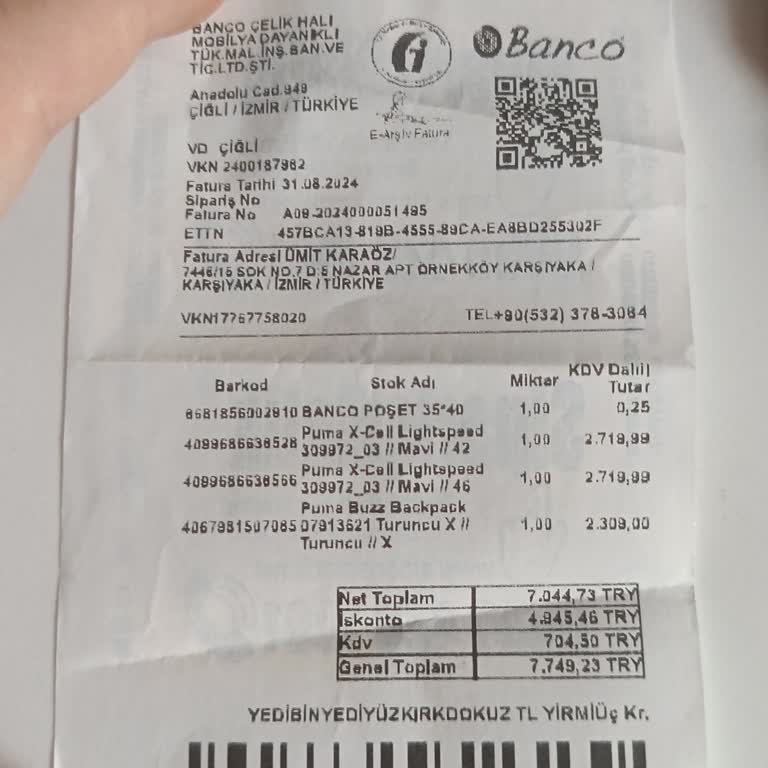 BANCO ÇELİK HALI
MOBİLYA DAYANIKLI
TÜK.MAL.İNŞ.SAN.VE
TİC.LTD.ŞTİ.
Banco
Anadolu Cad.949
ÇİĞLİ / İZMİR / TÜRKİYE
E-Arşiv Fatura
VD ÇİĞLİ
VKN 2400187982
Fatura Tarihi 31.08.2024
Sipariş No
Fatura No A09-2024000051495
ETTN 457BCA13-819B-4555-89CA-EA8BD255302F
Fatura Adresi ÜMİT KARAÖZ/
7446/15 SOK NO.7 D:5 NAZAR APT ÖRNEKKÖY KARŞIYAKA /
KARŞIYAKA / İZMİR / TÜRKİYE
VKN17767758020 TEL+90(532) 378-3084
Barkod Stok Adı Miktar KDV Dahil Tutar
8681856002910 BANCO POŞET 35*40 1,00 0,25
4099686638528 Puma X-Cell Lightspeed 309972_03 // Mavi // 42 1,00 2.719,99
4099686638566 Puma X-Cell Lightspeed 309972_03 // Mavi // 46 1,00 2.719,99
4067981507085 Puma Buzz Backpack 07913621 Turuncu X // Turuncu // X 1,00 2.309,00
Net Toplam 7.044,73 TRY
İskonto 4.945,46 TRY
Kdv 704,50 TRY
Genel Toplam 7.749,23 TRY
YEDİBİNYEDİYÜZKIRKDOKUZ TL YİRMİÜç Kr.